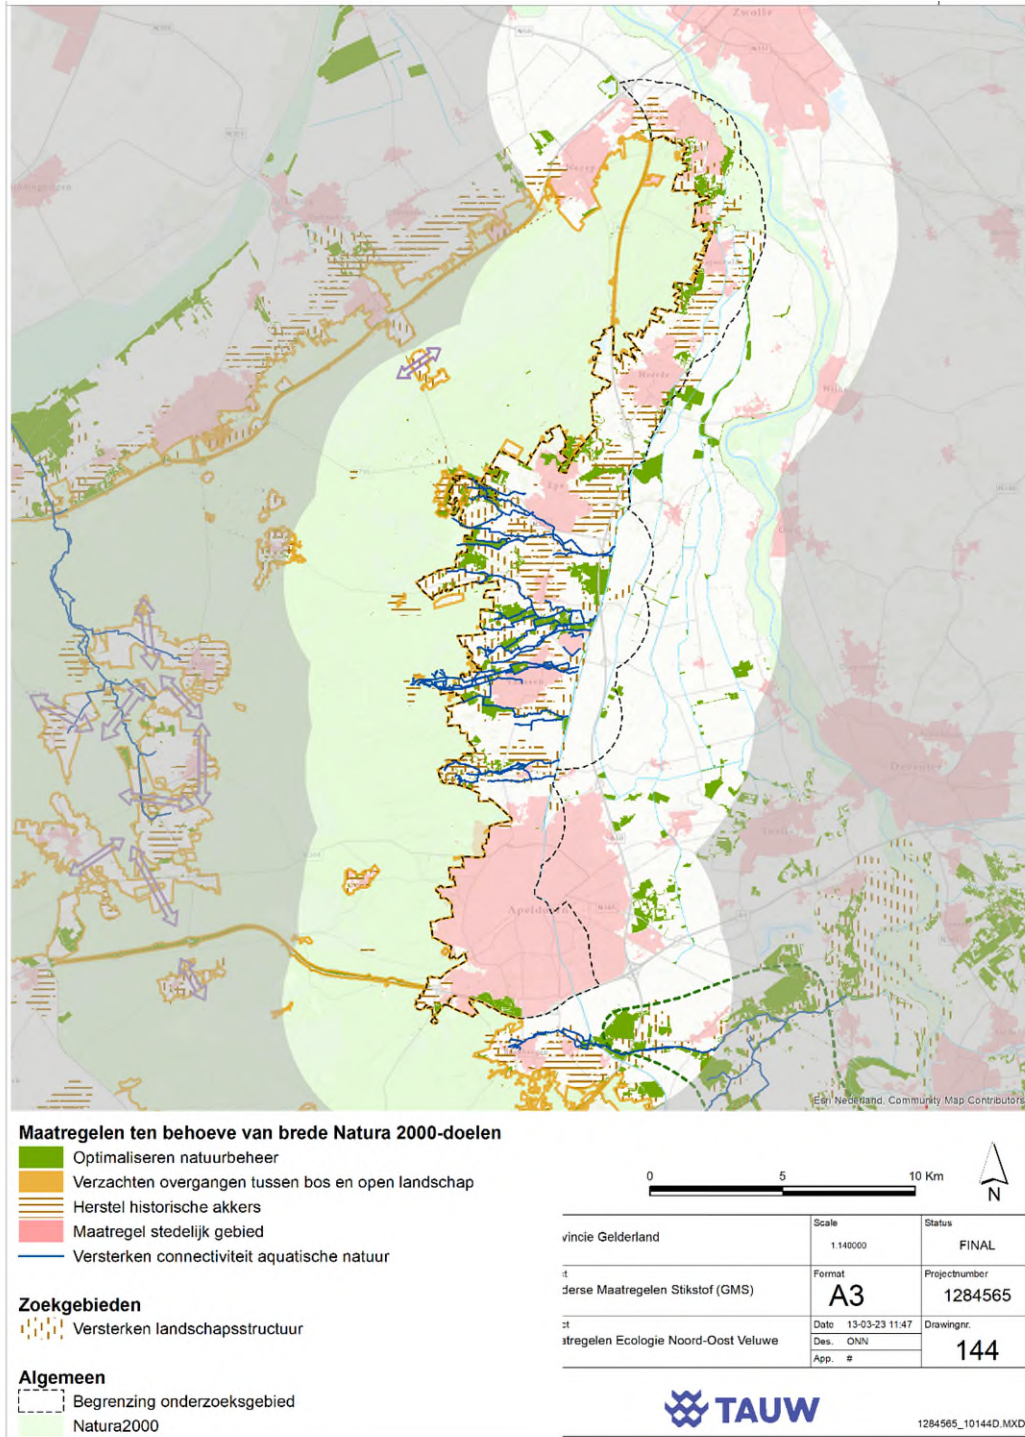 Zwolle
Heerde
Epe
Apeldoorn
Deventer
Esri Nederland, Community Map Contributors
Maatregelen ten behoeve van brede Natura 2000-doelen
Optimaliseren natuurbeheer
Verzachten overgangen tussen bos en open landschap
Herstel historische akkers
Maatregel stedelijk gebied
Versterken connectiviteit aquatische natuur
Zoekgebieden
Versterken landschapsstructuur
Algemeen
Begrenzing onderzoeksgebied
Natura2000
0 5 10 Km
N
vincie Gelderland
Scale
1:140000
Status
FINAL
derse Maatregelen Stikstof (GMS)
Format
A3
Projectnumber
1284565
atregelen Ecologie Noord-Oost Veluwe
Date 13-03-23 11:47
Des. ONN
App. #
Drawingnr.
144
TAUW
1284565_10144D.MXD